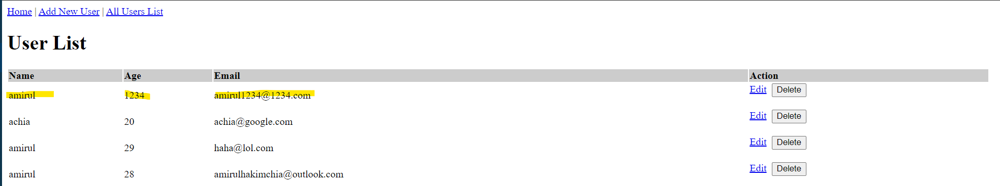 Home | Add New User | All Users List
User List
Name Age Email Action
amirul 1234 amirul1234@1234.com Edit Delete
achia 20 achia@google.com Edit Delete
amirul 29 haha@lol.com Edit Delete
amirul 28 amirulhakimchia@outlook.com Edit Delete